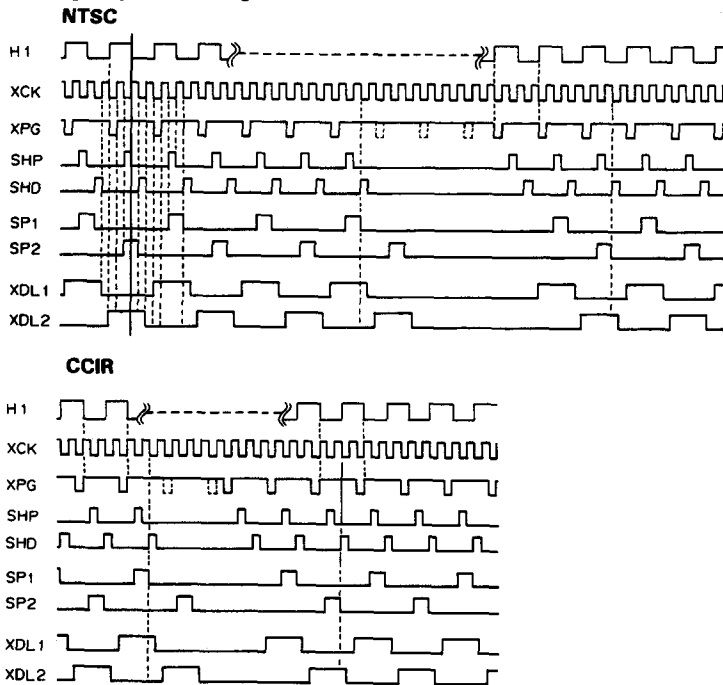 NTSC
H1
XCK
XPG
SHP
SHD
SP1
SP2
XDL1
XDL2
CCIR
H1
XCK
XPG
SHP
SHD
SP1
SP2
XDL1
XDL2